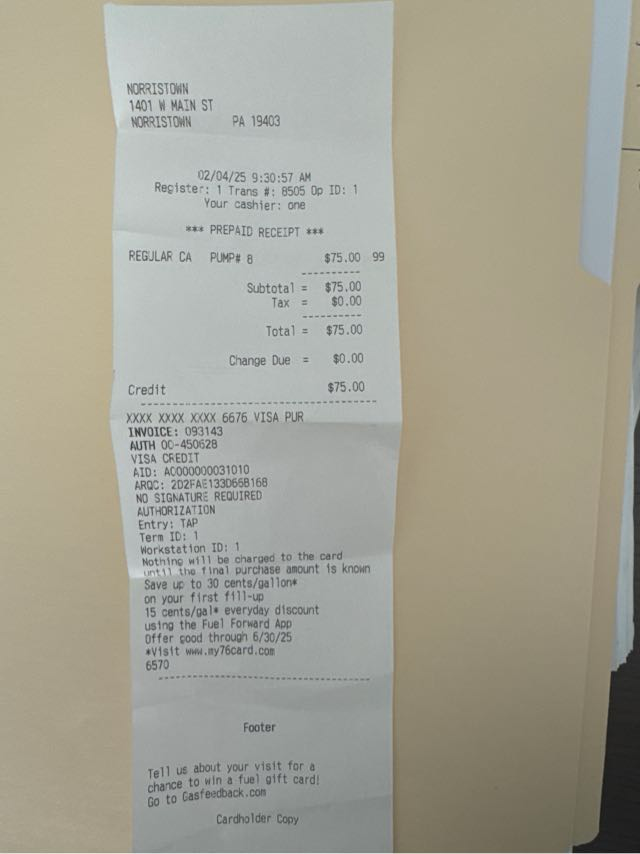 NORRISTOWN
1401 W MAIN ST
NORRISTOWN PA 19403
02/04/25 9:30:57 AM
Register: 1 Trans #: 8505 Op ID: 1
Your cashier: one
*** PREPAID RECEIPT ***
REGULAR CA PUMP# 8 $75.00 99
----------
Subtotal = $75.00
Tax = $0.00
----------
Total = $75.00
Change Due = $0.00
Credit $75.00
----------------------------------------
XXXX XXXX XXXX 6676 VISA PUR
INVOICE: 093143
AUTH 00-450628
VISA CREDIT
AID: A0000000031010
ARQC: 2D2FAE133D66B168
NO SIGNATURE REQUIRED
AUTHORIZATION
Entry: TAP
Term ID: 1
Workstation ID: 1
Nothing will be charged to the card
until the final purchase amount is known
Save up to 30 cents/gallon*
on your first fill-up
15 cents/gal* everyday discount
using the Fuel Forward App
Offer good through 6/30/25
*Visit www.my76card.com
6570
----------------------------------------
Footer
Tell us about your visit for a
chance to win a fuel gift card!
Go to Gasfeedback.com
Cardholder Copy